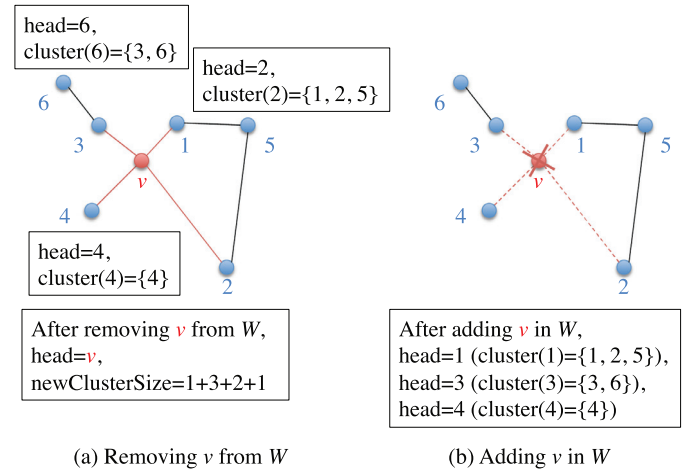 head=6,
cluster(6)={3, 6}
head=2,
cluster(2)={1, 2, 5}
6
3
1
5
v
4
2
head=4,
cluster(4)={4}
After removing v from W,
head=v,
newClusterSize=1+3+2+1
(a) Removing v from W
6
3
1
5
v
4
2
After adding v in W,
head=1 (cluster(1)={1, 2, 5}),
head=3 (cluster(3)={3, 6}),
head=4 (cluster(4)={4})
(b) Adding v in W